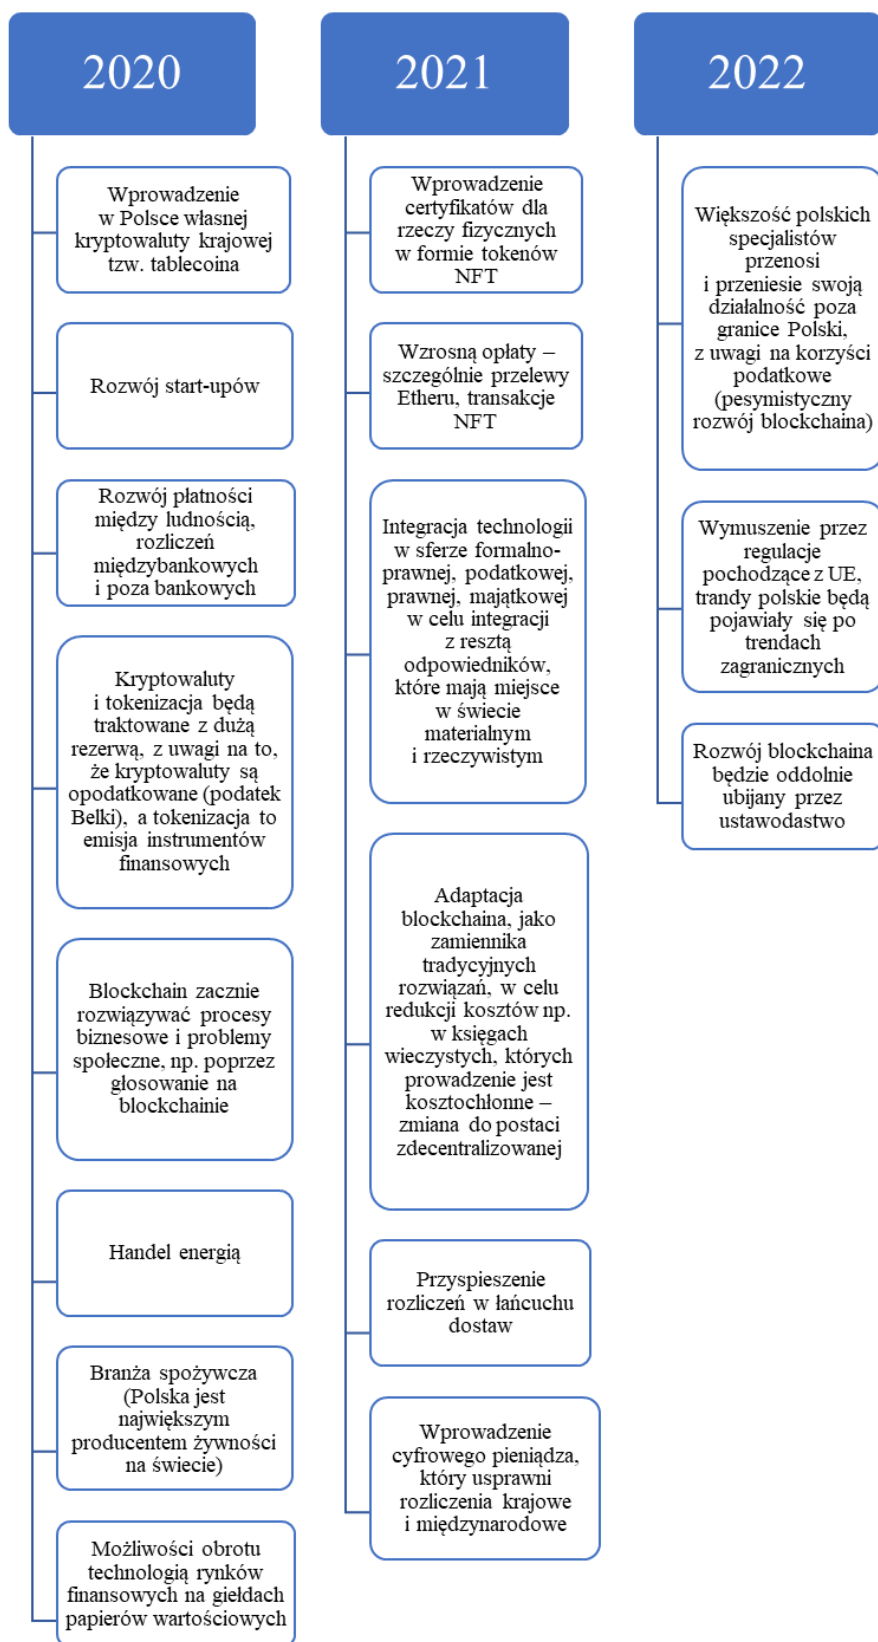 2020
Wprowadzenie
w Polsce własnej
kryptowaluty krajowej
tzw. tablecoina
Rozwój start-upów
Rozwój płatności
między ludnością,
rozliczeń
międzybankowych
i poza bankowych
Kryptowaluty
i tokenizacja będą
traktowane z dużą
rezerwą, z uwagi na to,
że kryptowaluty są
opodatkowane (podatek
Belki), a tokenizacja to
emisja instrumentów
finansowych
Blockchain zacznie
rozwiązywać procesy
biznesowe i problemy
społeczne, np. poprzez
głosowanie na
blockchainie
Handel energią
Branża spożywcza
(Polska jest
największym
producentem żywności
na świecie)
Możliwości obrotu
technologią rynków
finansowych na giełdach
papierów wartościowych
2021
Wprowadzenie
certyfikatów dla
rzeczy fizycznych
w formie tokenów
NFT
Wzrosną opłaty –
szczególnie przelewy
Etheru, transakcje
NFT
Integracja technologii
w sferze formalno-
prawnej, podatkowej,
prawnej, majątkowej
w celu integracji
z resztą
odpowiedników,
które mają miejsce
w świecie
materialnym
i rzeczywistym
Adaptacja
blockchaina, jako
zamiennika
tradycyjnych
rozwiązań, w celu
redukcji kosztów np.
w księgach
wieczystych, których
prowadzenie jest
kosztochłonne –
zmiana do postaci
zdecentralizowanej
Przyspieszenie
rozliczeń w łańcuchu
dostaw
Wprowadzenie
cyfrowego pieniądza,
który usprawni
rozliczenia krajowe
i międzynarodowe
2022
Większość polskich
specjalistów
przenosi
i przeniesie swoją
działalność poza
granice Polski,
z uwagi na korzyści
podatkowe
(pesymistyczny
rozwój blockchaina)
Wymuszenie przez
regulacje
pochodzące z UE,
trandy polskie będą
pojawiały się po
trendach
zagranicznych
Rozwój blockchaina
będzie oddolnie
ubijany przez
ustawodastwo